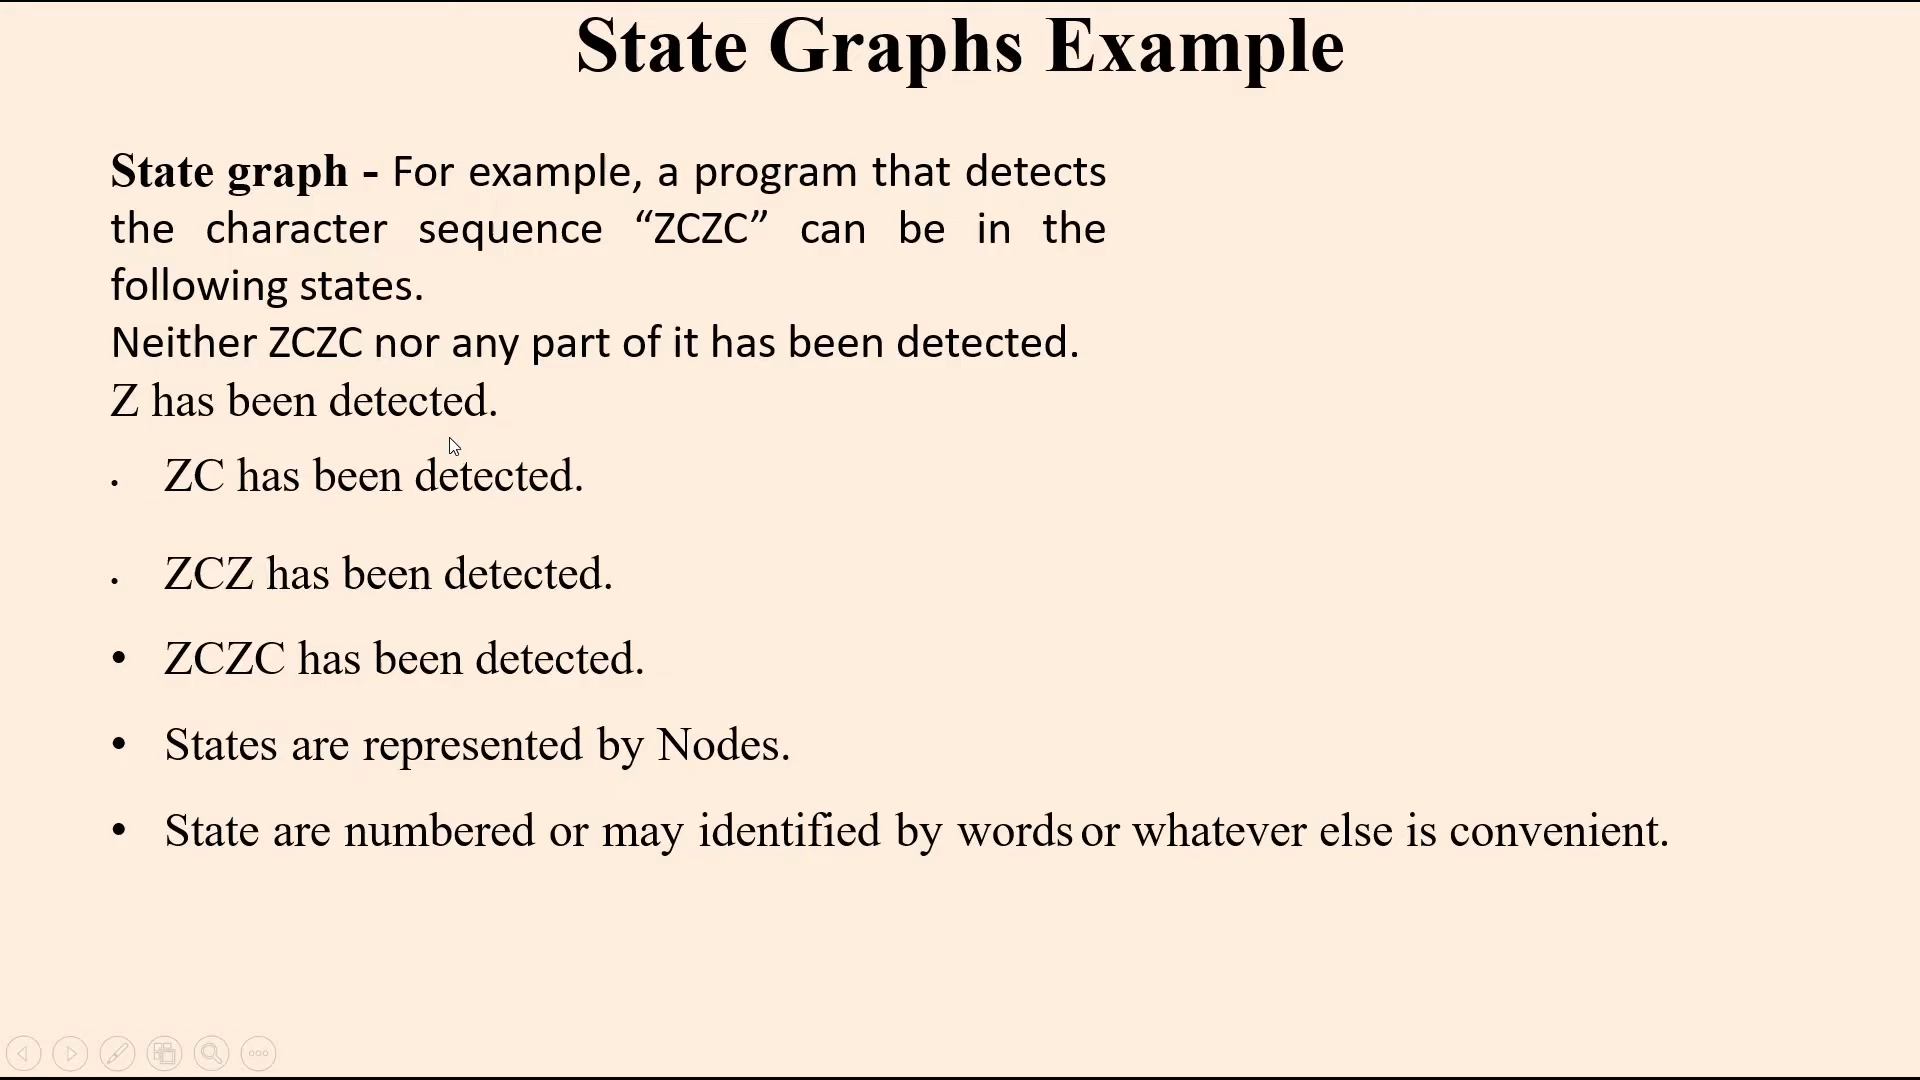 State Graphs Example
State graph - For example, a program that detects
the character sequence “ZCZC” can be in the
following states.
Neither ZCZC nor any part of it has been detected.
Z has been detected.
• ZC has been detected.
• ZCZ has been detected.
• ZCZC has been detected.
• States are represented by Nodes.
• State are numbered or may identified by words or whatever else is convenient.